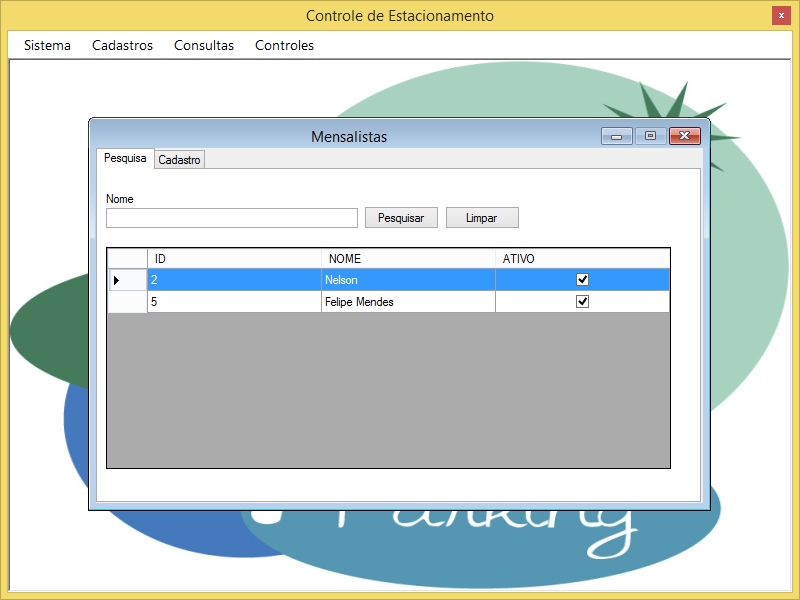 Controle de Estacionamento
Sistema Cadastros Consultas Controles
Mensalistas
Pesquisa Cadastro
Nome
Pesquisar Limpar
ID NOME ATIVO
2 Nelson
5 Felipe Mendes
Parking